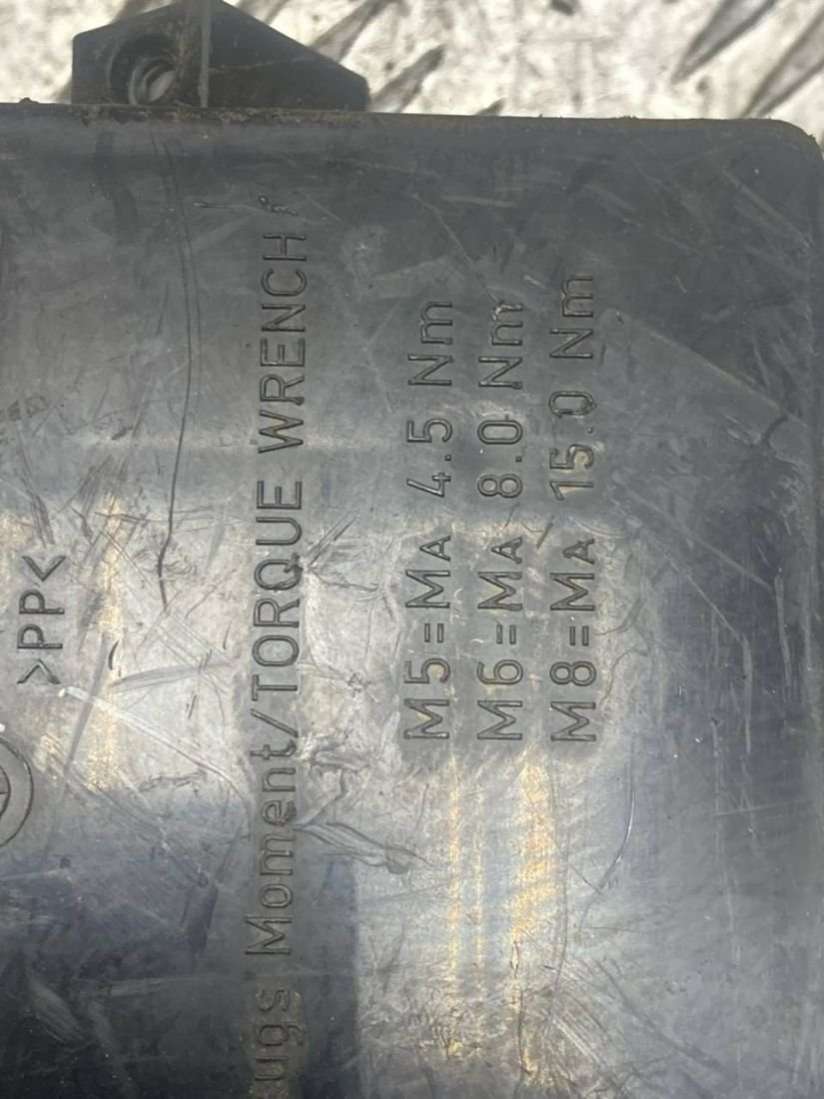 >PP<
ugs Moment/TORQUE WRENCH
M5=MA 4.5 Nm
M6=MA 8.0 Nm
M8=MA 15.0 Nm